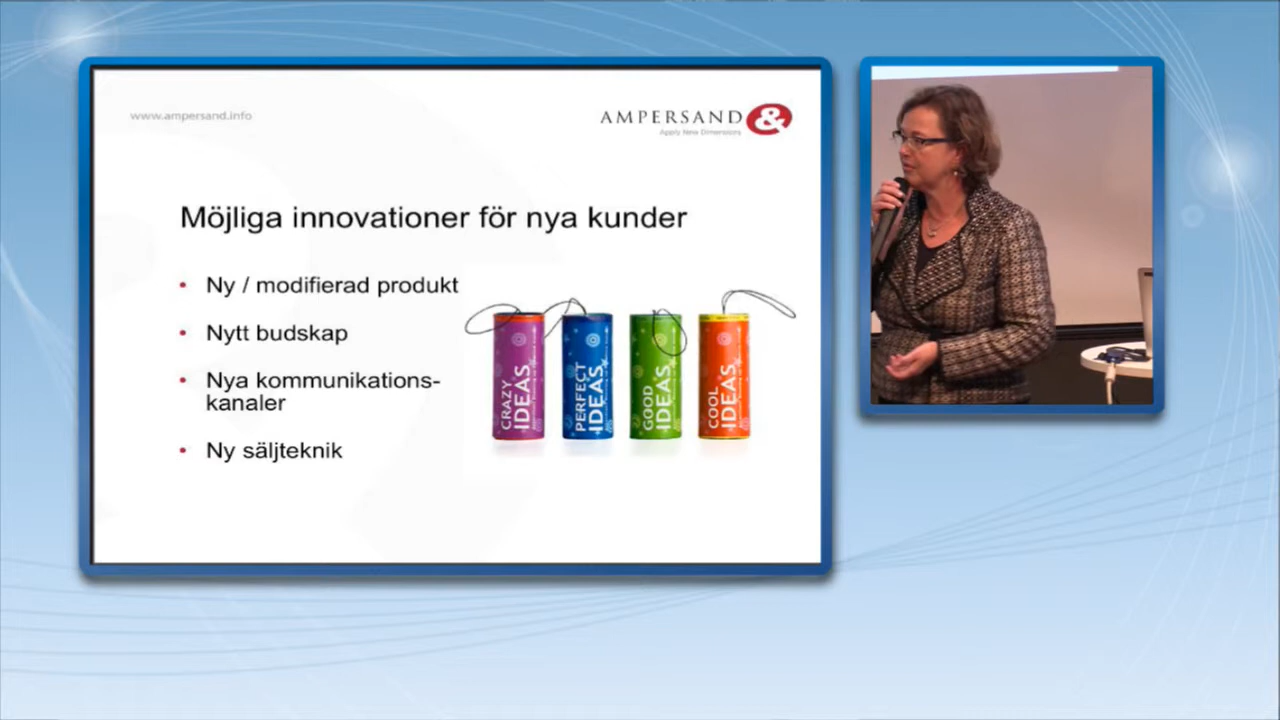 www.ampersand.info
AMPERSAND &
Apply New Dimensions
Möjliga innovationer för nya kunder
• Ny / modifierad produkt
• Nytt budskap
• Nya kommunikations-
kanaler
• Ny säljteknik
CRAZY
IDEAS
PERFECT
IDEAS
GOOD
IDEAS
COOL
IDEAS